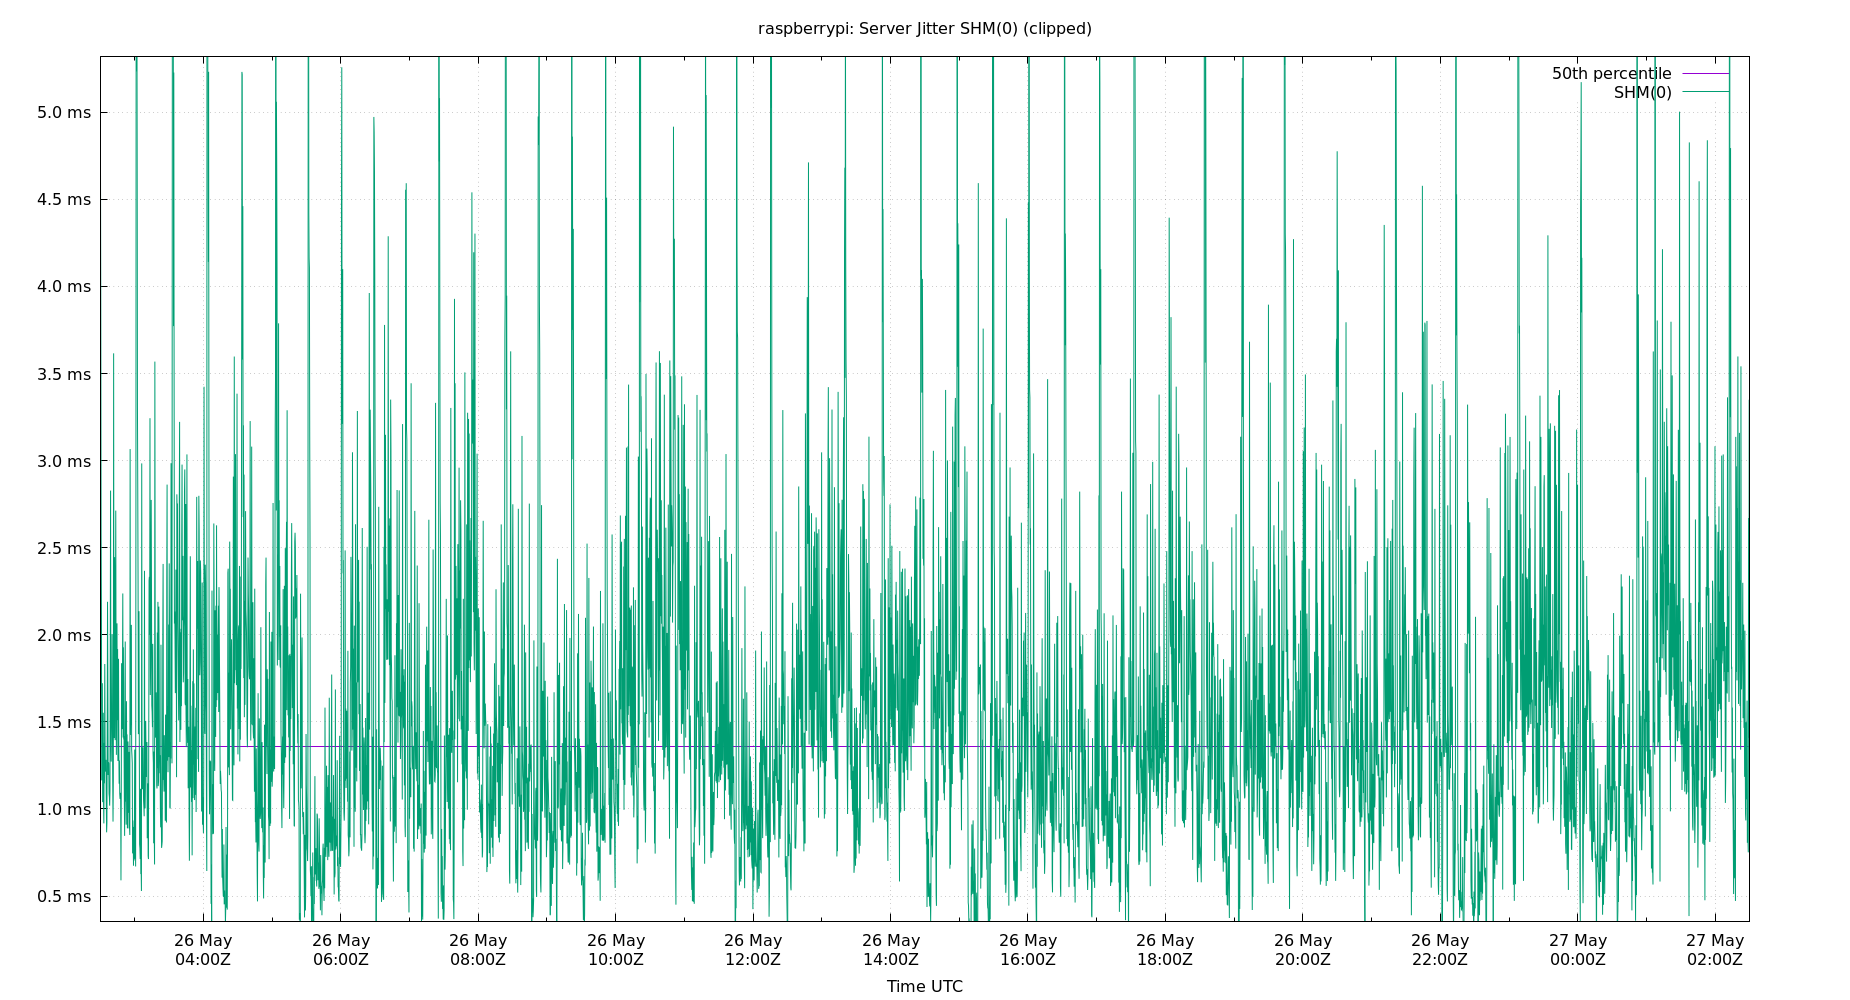 raspberrypi: Server Jitter SHM(0) (clipped)
50th percentile
SHM(0)
5.0 ms
4.5 ms
4.0 ms
3.5 ms
3.0 ms
2.5 ms
2.0 ms
1.5 ms
1.0 ms
0.5 ms
26 May 26 May 26 May 26 May 26 May 26 May 26 May 26 May 26 May 26 May 27 May 27 May
04:00Z 06:00Z 08:00Z 10:00Z 12:00Z 14:00Z 16:00Z 18:00Z 20:00Z 22:00Z 00:00Z 02:00Z
Time UTC